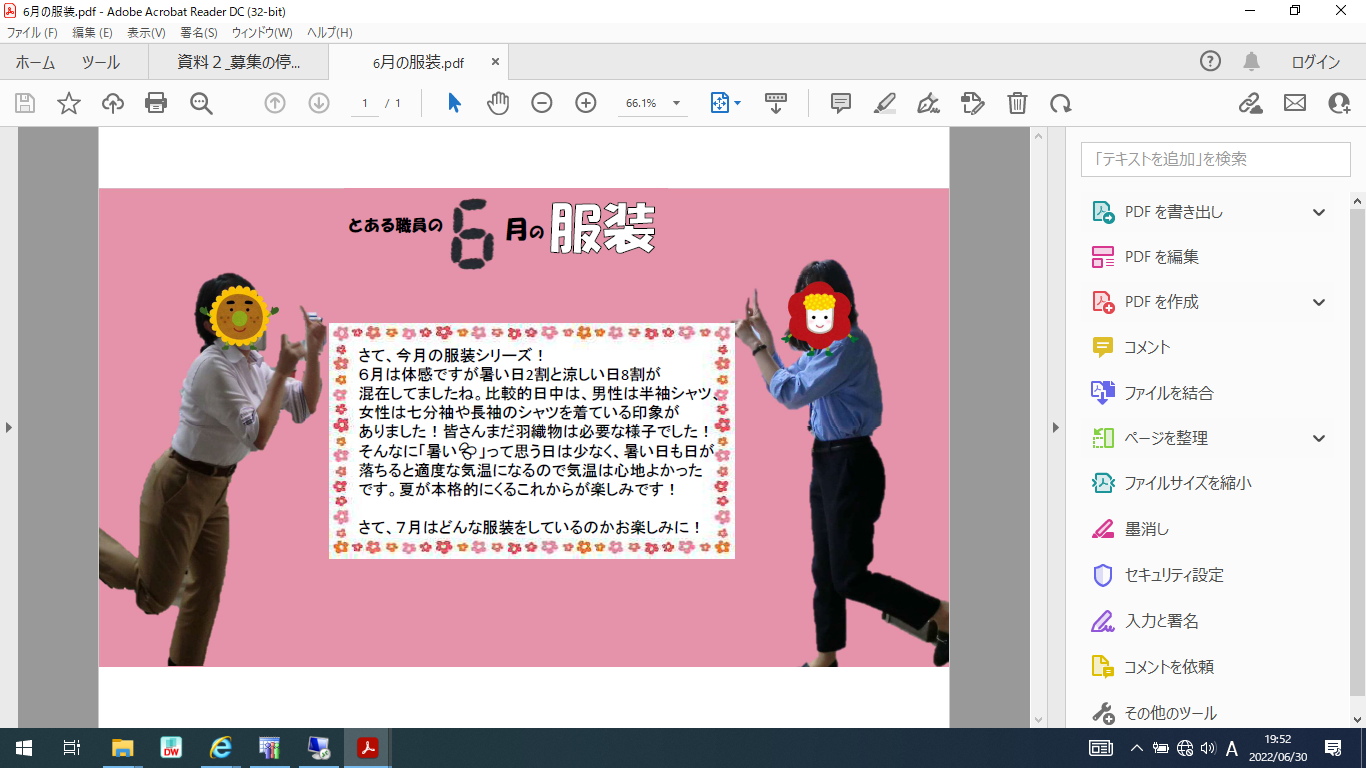 6月の服装.pdf - Adobe Acrobat Reader DC (32-bit)
ファイル (F) 編集 (E) 表示(V) 署名(S) ウィンドウ(W) ヘルプ(H)
ホーム ツール 資料２_募集の停... 6月の服装.pdf × ログイン
1 / 1 66.1%
「テキストを追加」を検索
とある職員の 6 月の 服装
さて、今月の服装シリーズ！
６月は体感ですが暑い日2割と涼しい日8割が
混在してましたね。比較的日中は、男性は半袖シャツ、
女性は七分袖や長袖のシャツを着ている印象が
ありました！皆さんまだ羽織物は必要な様子でした！
そんなに「暑い💦」って思う日は少なく、暑い日も日が
落ちると適度な気温になるので気温は心地よかった
です。夏が本格的にくるこれからが楽しみです！
さて、７月はどんな服装をしているのかお楽しみに！
PDF を書き出し
PDF を編集
PDF を作成
コメント
ファイルを結合
ページを整理
ファイルサイズを縮小
墨消し
セキュリティ設定
入力と署名
コメントを依頼
その他のツール
DW
A 19:52
2022/06/30